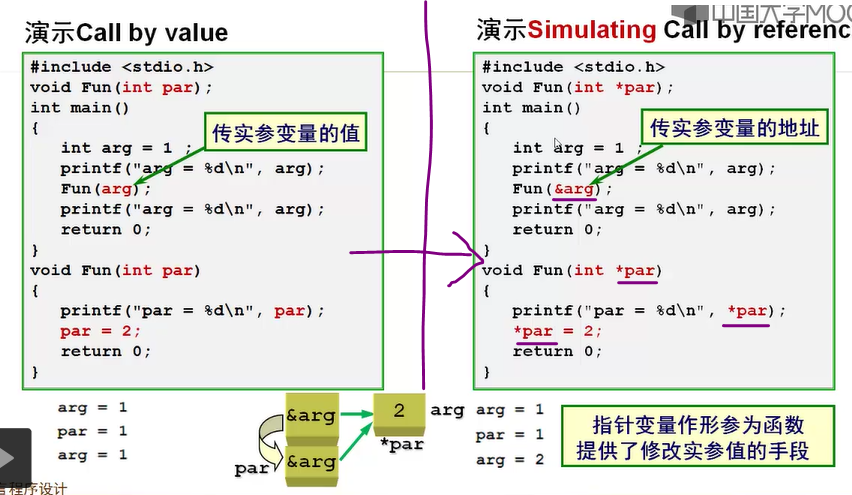 中国大学MOO
演示Call by value
#include <stdio.h>
void Fun(int par);
int main()
{
传实参变量的值
int arg = 1 ;
printf("arg = %d\n", arg);
Fun(arg);
printf("arg = %d\n", arg);
return 0;
}
void Fun(int par)
{
printf("par = %d\n", par);
par = 2;
return 0;
}
arg = 1
par = 1
arg = 1
演示Simulating Call by referenc
#include <stdio.h>
void Fun(int *par);
int main()
{
传实参变量的地址
int arg = 1 ;
printf("arg = %d\n", arg);
Fun(&arg);
printf("arg = %d\n", arg);
return 0;
}
void Fun(int *par)
{
printf("par = %d\n", *par);
*par = 2;
return 0;
}
&arg
2
arg
*par
par
&arg
arg = 1
par = 1
arg = 2
指针变量作形参为函数
提供了修改实参值的手段
言程序设计